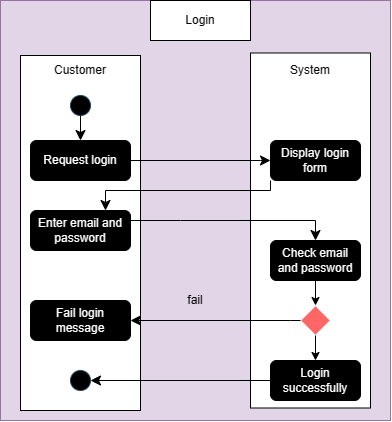 Login
Customer
System
Request login
Display login
form
Enter email and
password
Check email
and password
fail
Fail login
message
Login
successfully